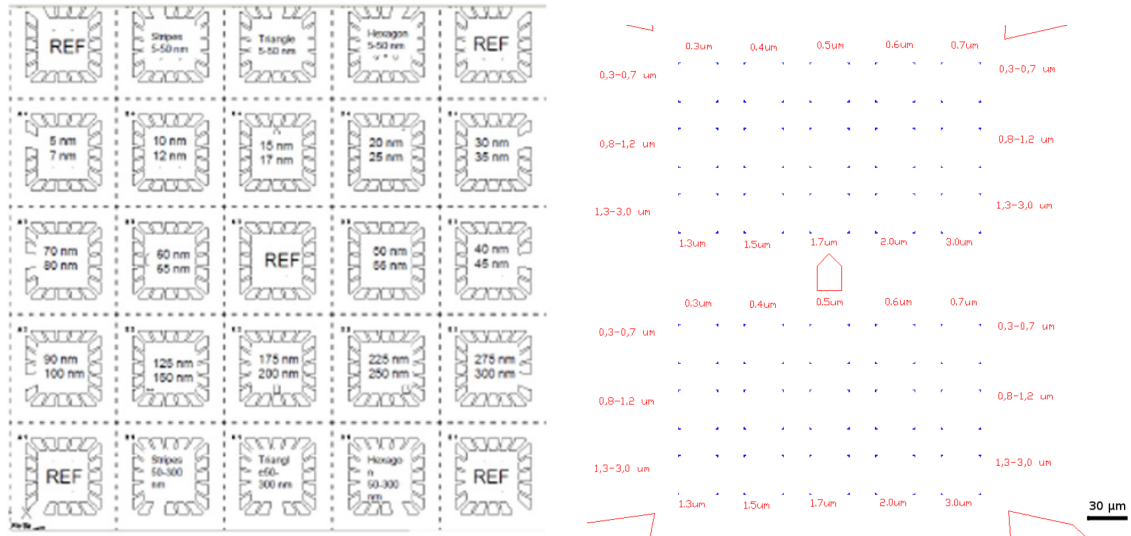 REF
Stripes
5-50 nm
Triangle
5-50 nm
Hexagon
5-50 nm
REF
5 nm
7 nm
10 nm
12 nm
15 nm
17 nm
20 nm
25 nm
30 nm
35 nm
70 nm
80 nm
60 nm
65 nm
REF
50 nm
55 nm
40 nm
45 nm
90 nm
100 nm
125 nm
150 nm
175 nm
200 nm
225 nm
250 nm
275 nm
300 nm
REF
Stripes
50-300
nm
Triangl
e50-
300 nm
Hexago
n
50-300
nm
REF
0.3um 0.4um 0.5um 0.6um 0.7um
0,3-0,7 um 0,3-0,7 um
0,8-1,2 um 0,8-1,2 um
1,3-3,0 um 1,3-3,0 um
1.3um 1.5um 1.7um 2.0um 3.0um
0.3um 0.4um 0.5um 0.6um 0.7um
0,3-0,7 um 0,3-0,7 um
0,8-1,2 um 0,8-1,2 um
1,3-3,0 um 1,3-3,0 um
1.3um 1.5um 1.7um 2.0um 3.0um
30 µm